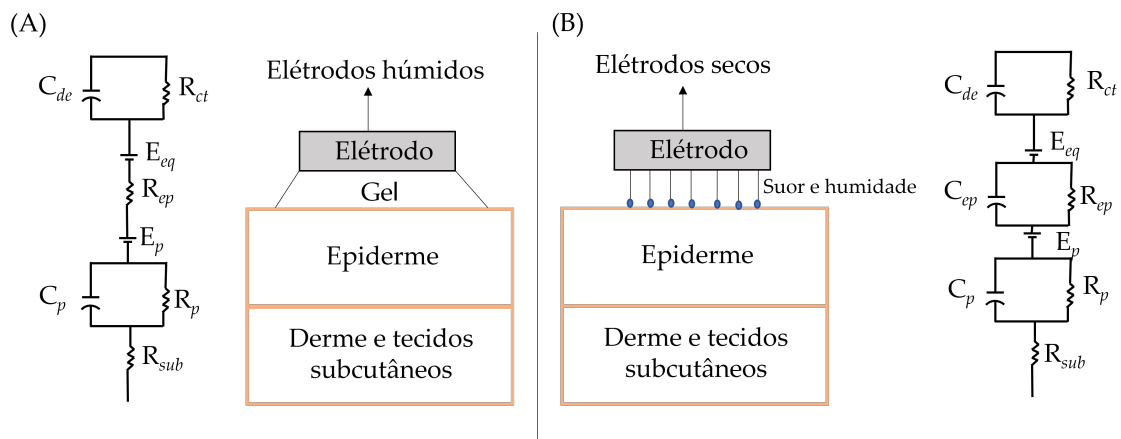 (A)
Elétrodos húmidos
C_de
R_ct
Elétrodo
E_eq
Gel
R_ep
E_p
Epiderme
C_p
R_p
Derme e tecidos
subcutâneos
R_sub
(B)
Elétrodos secos
C_de
R_ct
Elétrodo
E_eq
Suor e humidade
C_ep
R_ep
E_p
Epiderme
C_p
R_p
Derme e tecidos
subcutâneos
R_sub